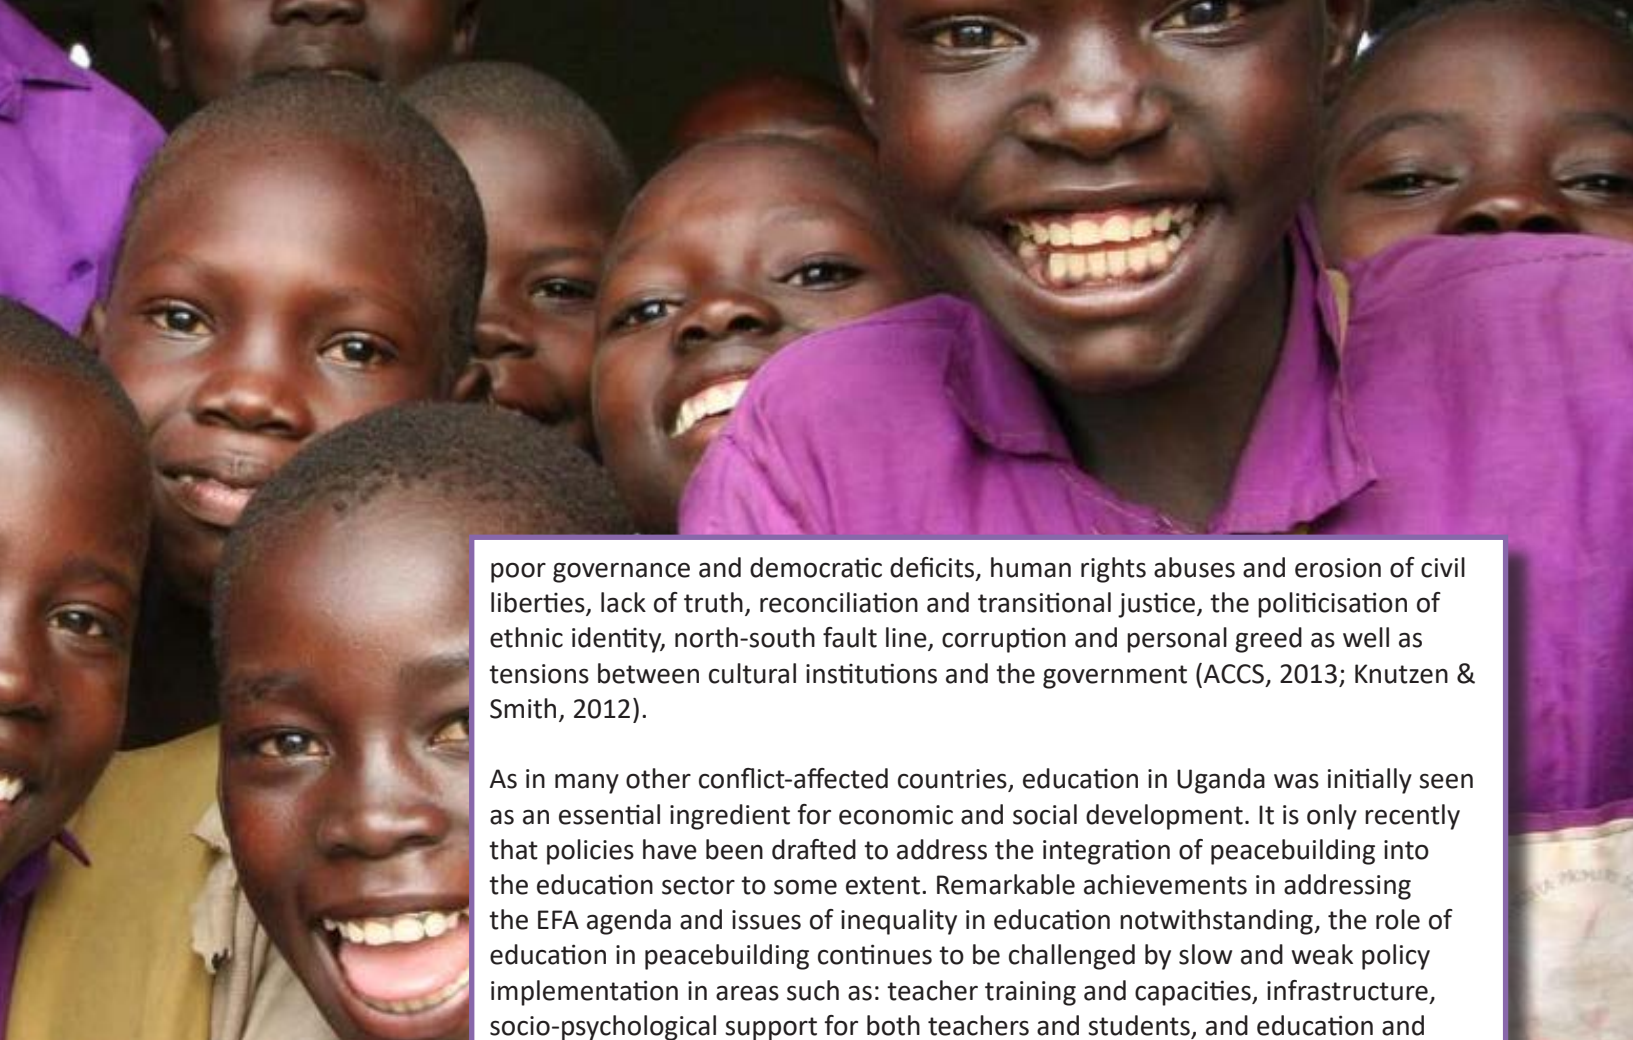 poor governance and democratic deficits, human rights abuses and erosion of civil
liberties, lack of truth, reconciliation and transitional justice, the politicisation of
ethnic identity, north-south fault line, corruption and personal greed as well as
tensions between cultural institutions and the government (ACCS, 2013; Knutzen &
Smith, 2012).
As in many other conflict-affected countries, education in Uganda was initially seen
as an essential ingredient for economic and social development. It is only recently
that policies have been drafted to address the integration of peacebuilding into
the education sector to some extent. Remarkable achievements in addressing
the EFA agenda and issues of inequality in education notwithstanding, the role of
education in peacebuilding continues to be challenged by slow and weak policy
implementation in areas such as: teacher training and capacities, infrastructure,
socio-psychological support for both teachers and students, and education and